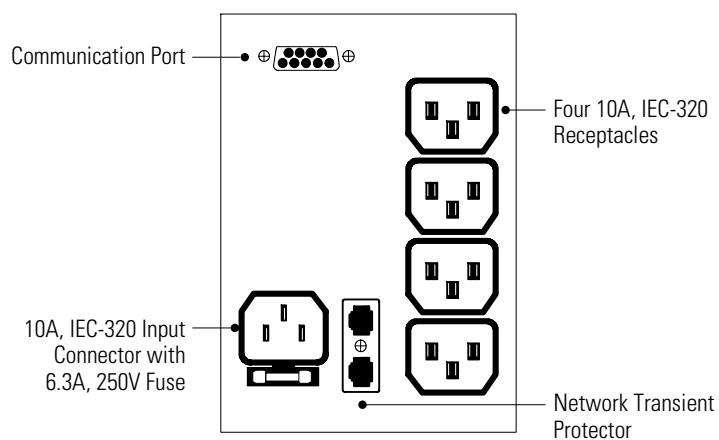 Communication Port
Four 10A, IEC-320
Receptacles
10A, IEC-320 Input
Connector with
6.3A, 250V Fuse
Network Transient
Protector